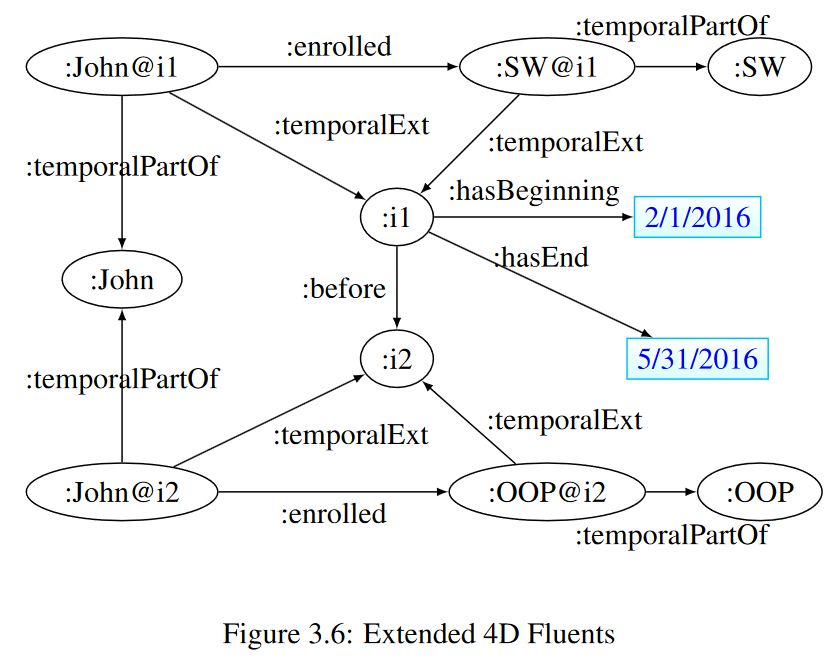 :temporalPartOf
:enrolled
:John@i1
:SW@i1
:SW
:temporalExt
:temporalExt
:temporalPartOf
:hasBeginning
:i1
2/1/2016
:hasEnd
:John
:before
:i2
5/31/2016
:temporalPartOf
:temporalExt
:temporalExt
:John@i2
:OOP@i2
:OOP
:enrolled
:temporalPartOf
Figure 3.6: Extended 4D Fluents